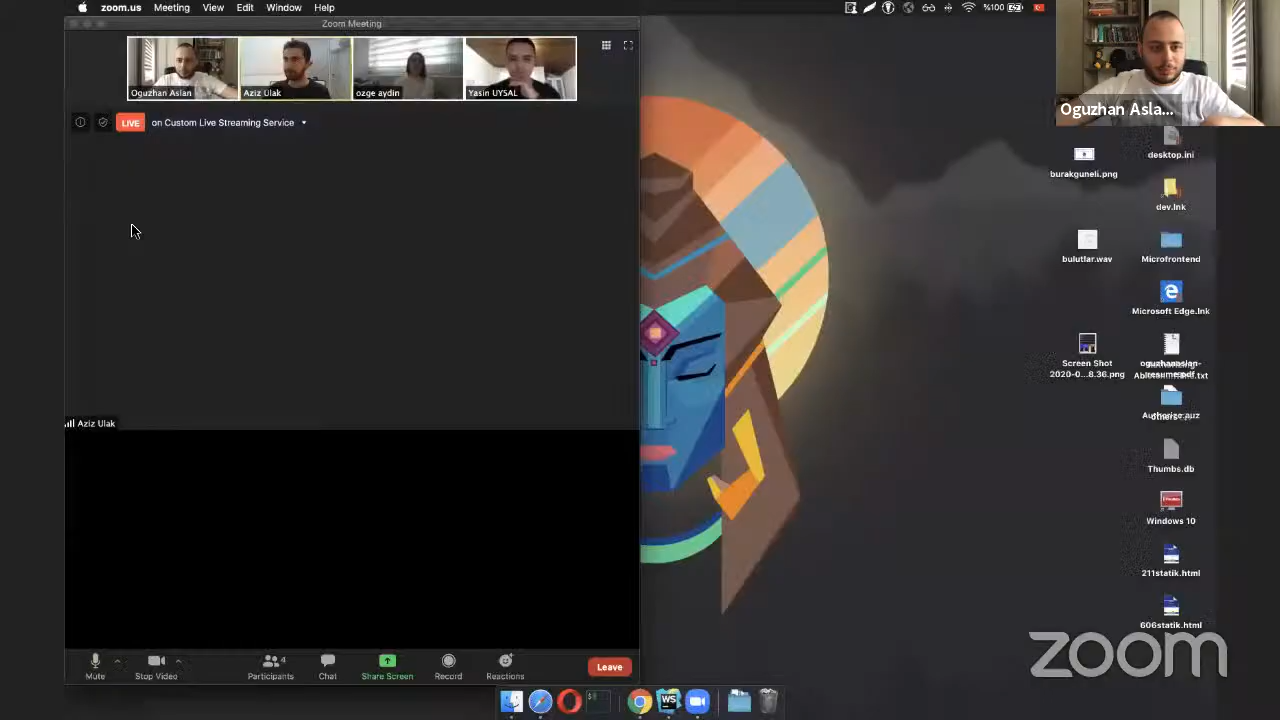 zoom.us Meeting View Edit Window Help
%100
Zoom Meeting
Oguzhan Aslan
Aziz Ulak
ozge aydin
Yasin UYSAL
LIVE on Custom Live Streaming Service
Aziz Ulak
Mute
Stop Video
4
Participants
Chat
Share Screen
Record
Reactions
Leave
Oguzhan Asla...
desktop.ini
burakguneli.png
dev.lnk
bulutlar.wav
Microfrontend
Microsoft Edge.lnk
Screen Shot
2020-0...8.36.png
Thumbs.db
Windows 10
211statik.html
606statik.html
WS
zoom